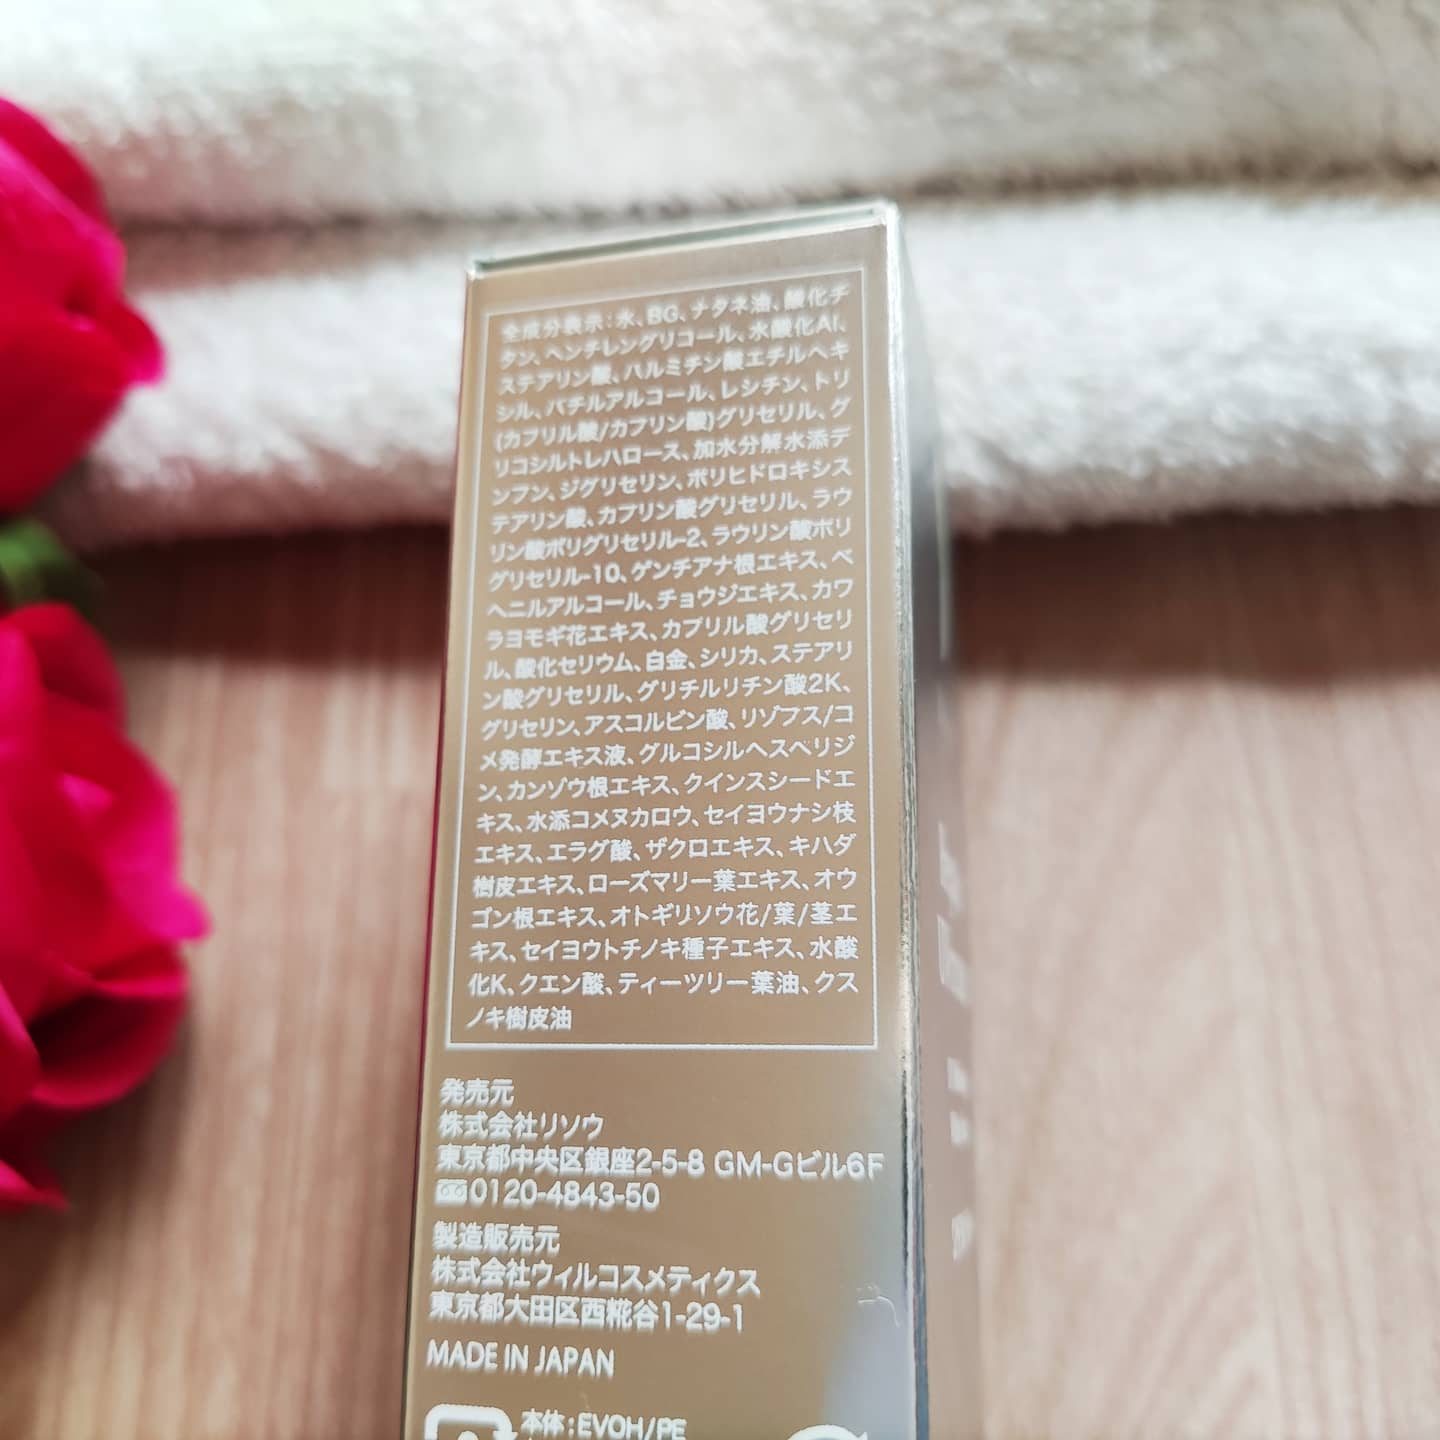 全成分表示:水、BG、ナタネ油、酸化チ
タン、ペンチレングリコール、水酸化Al、
ステアリン酸、パルミチン酸エチルヘキ
シル、バチルアルコール、レシチン、トリ
(カプリル酸/カプリン酸)グリセリル、グ
リコシルトレハロース、加水分解水添デ
ンプン、ジグリセリン、ポリヒドロキシス
テアリン酸、カプリン酸グリセリル、ラウ
リン酸ポリグリセリル-2、ラウリン酸ポリ
グリセリル-10、ゲンチアナ根エキス、ベ
ヘニルアルコール、チョウジエキス、カワ
ラヨモギ花エキス、カプリル酸グリセリ
ル、酸化セリウム、白金、シリカ、ステアリ
ン酸グリセリル、グリチルリチン酸2K、
グリセリン、アスコルビン酸、リゾプス/コ
メ発酵エキス液、グルコシルヘスペリジ
ン、カンゾウ根エキス、クインスシードエ
キス、水添コメヌカロウ、セイヨウナシ枝
エキス、エラグ酸、ザクロエキス、キハダ
樹皮エキス、ローズマリー葉エキス、オウ
ゴン根エキス、オトギリソウ花/葉/茎エ
キス、セイヨウトチノキ種子エキス、水酸
化K、クエン酸、ティーツリー葉油、クス
ノキ樹皮油
発売元
株式会社リソウ
東京都中央区銀座2-5-8 GM-Gビル6F
0120-4843-50
製造販売元
株式会社ウィルコスメティクス
東京都大田区西糀谷1-29-1
MADE IN JAPAN
本体:EVOH/PE